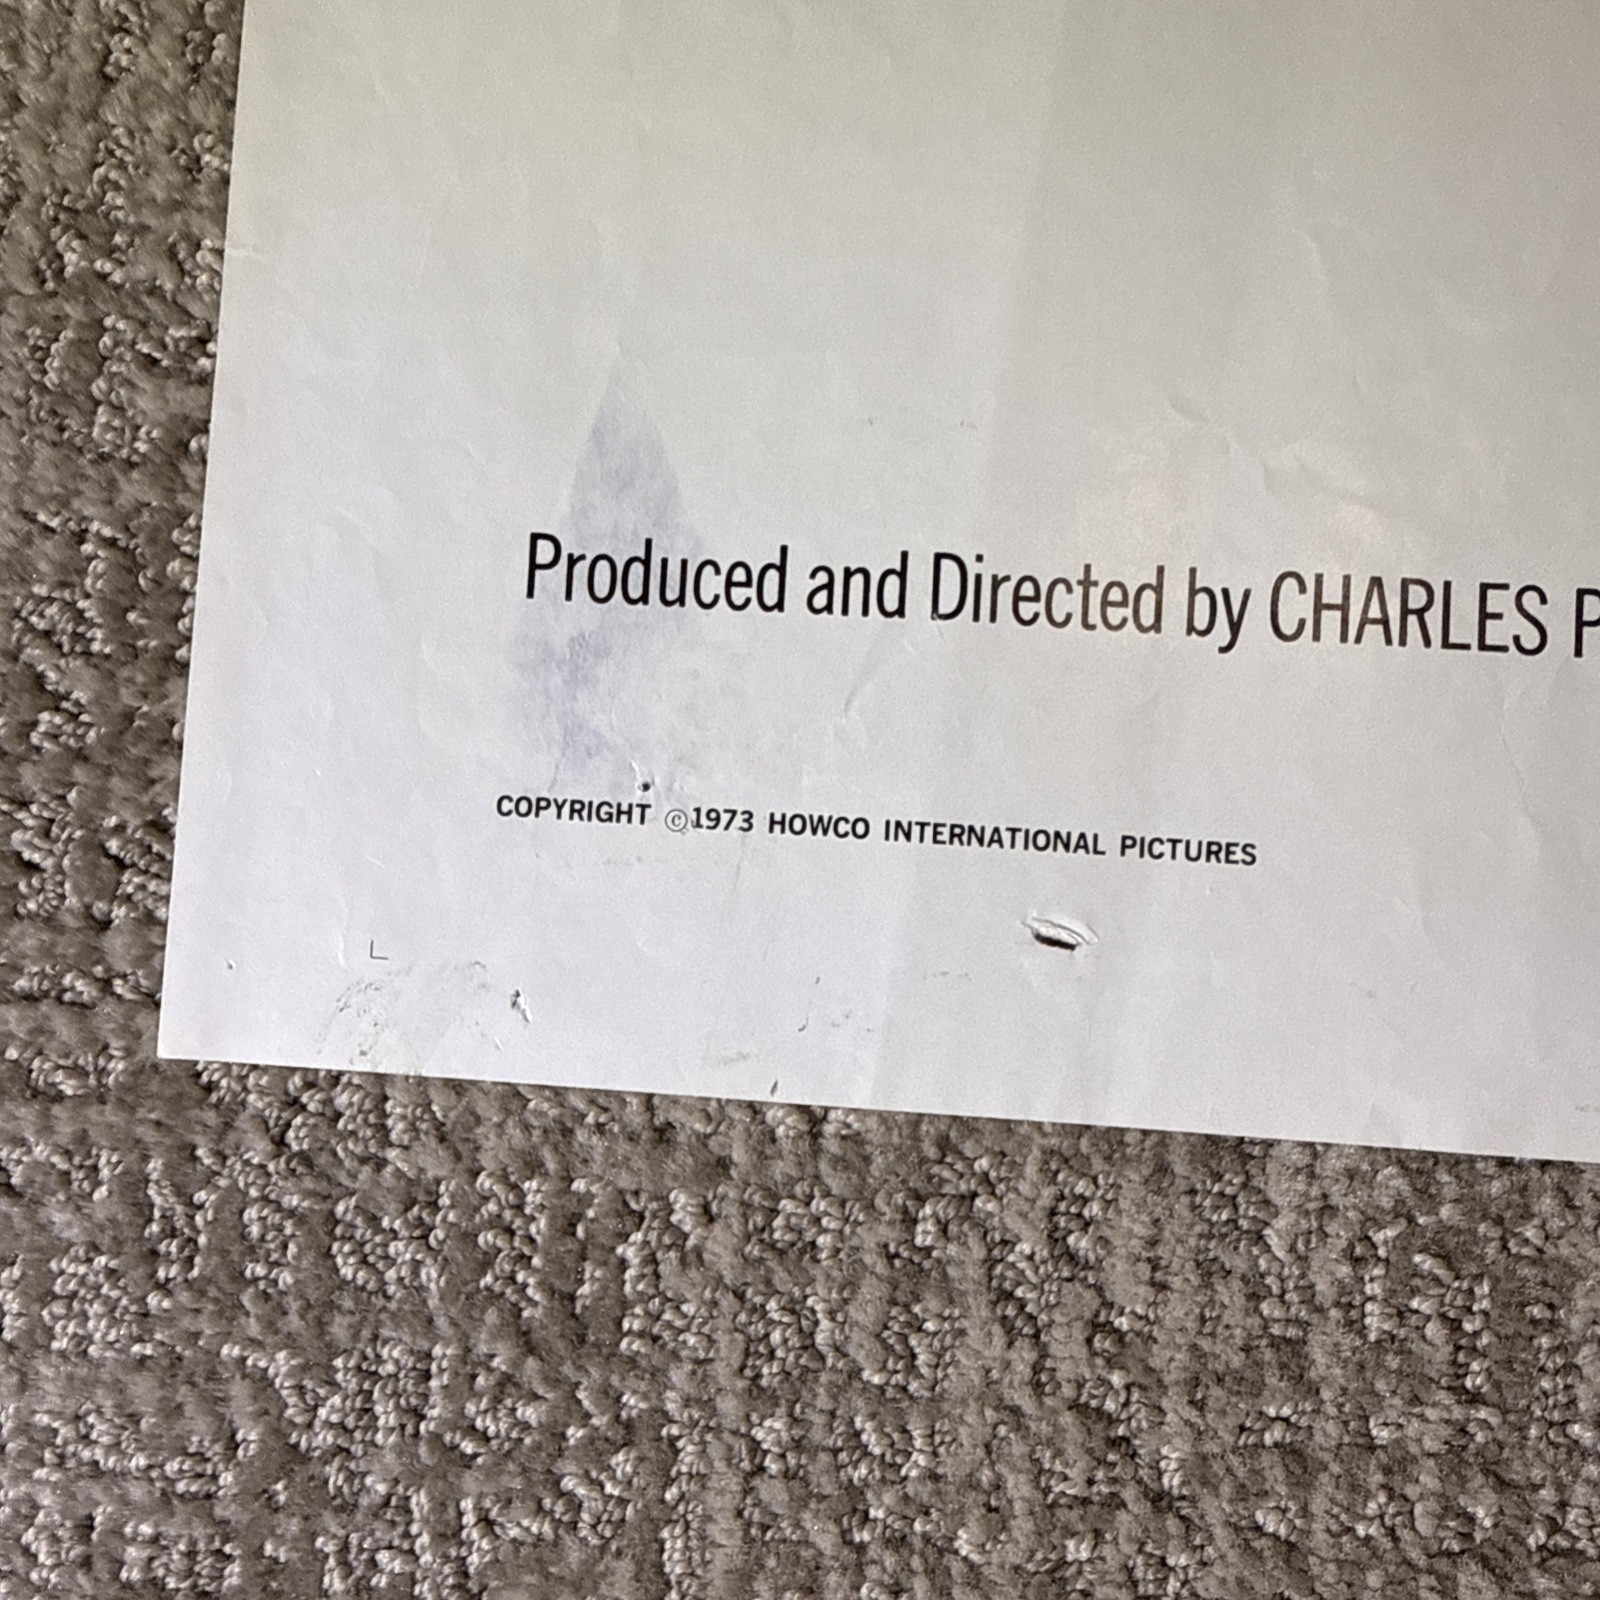 Produced and Directed by CHARLES P
COPYRIGHT ©1973 HOWCO INTERNATIONAL PICTURES